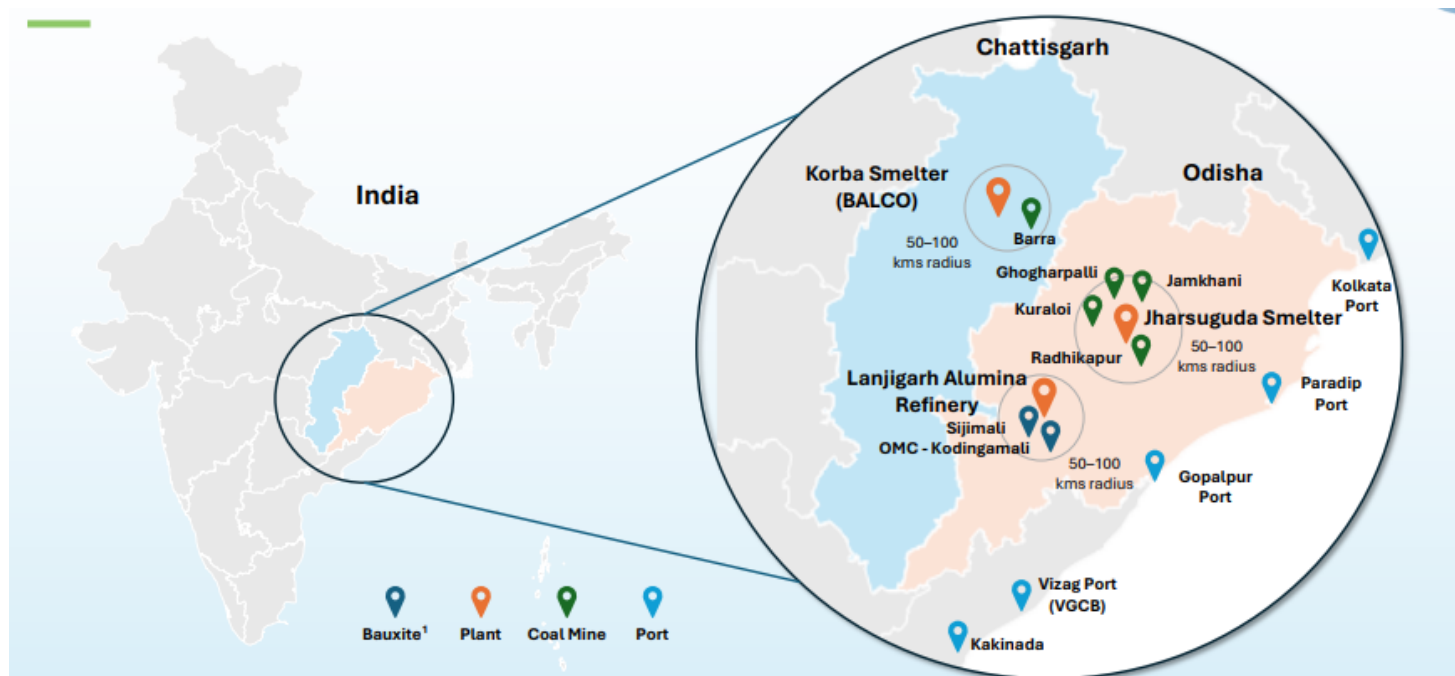 Chattisgarh
India
Korba Smelter
(BALCO)
Odisha
50–100
kms radius
Barra
Ghogharpalli
Jamkhani
Kolkata
Port
Kuraloi
Jharsuguda Smelter
Radhikapur
50–100
kms radius
Lanjigarh Alumina
Refinery
Paradip
Port
Sijimali
OMC - Kodingamali
50–100
kms radius
Gopalpur
Port
Vizag Port
(VGCB)
Kakinada
Bauxite¹
Plant
Coal Mine
Port